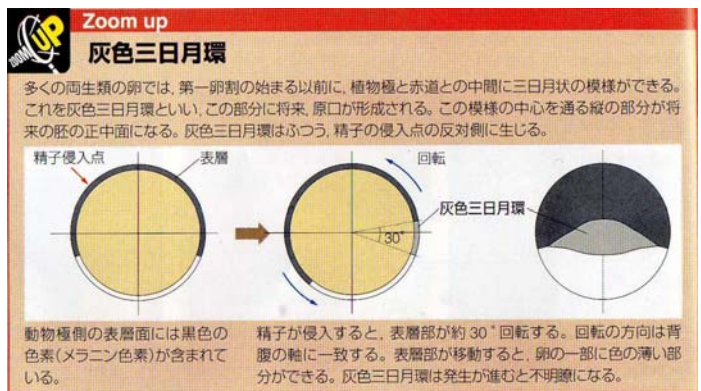 ZOOM UP
Zoom up
灰色三日月環
多くの両生類の卵では,第一卵割の始まる以前に,植物極と赤道との中間に三日月状の模様ができる。
これを灰色三日月環といい,この部分に将来,原口が形成される。この模様の中心を通る縦の部分が将
来の胚の正中面になる。灰色三日月環はふつう,精子の侵入点の反対側に生じる。
精子侵入点
表層
回転
灰色三日月環
30°
動物極側の表層面には黒色の
色素(メラニン色素)が含まれて
いる。
精子が侵入すると,表層部が約30°回転する。回転の方向は背
腹の軸に一致する。表層部が移動すると,卵の一部に色の薄い部
分ができる。灰色三日月環は発生が進むと不明瞭になる。